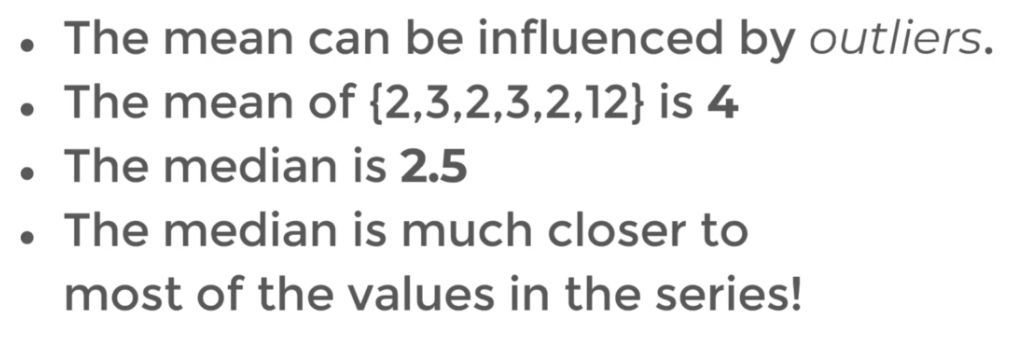 • The mean can be influenced by outliers.
• The mean of {2,3,2,3,2,12} is 4
• The median is 2.5
• The median is much closer to
most of the values in the series!